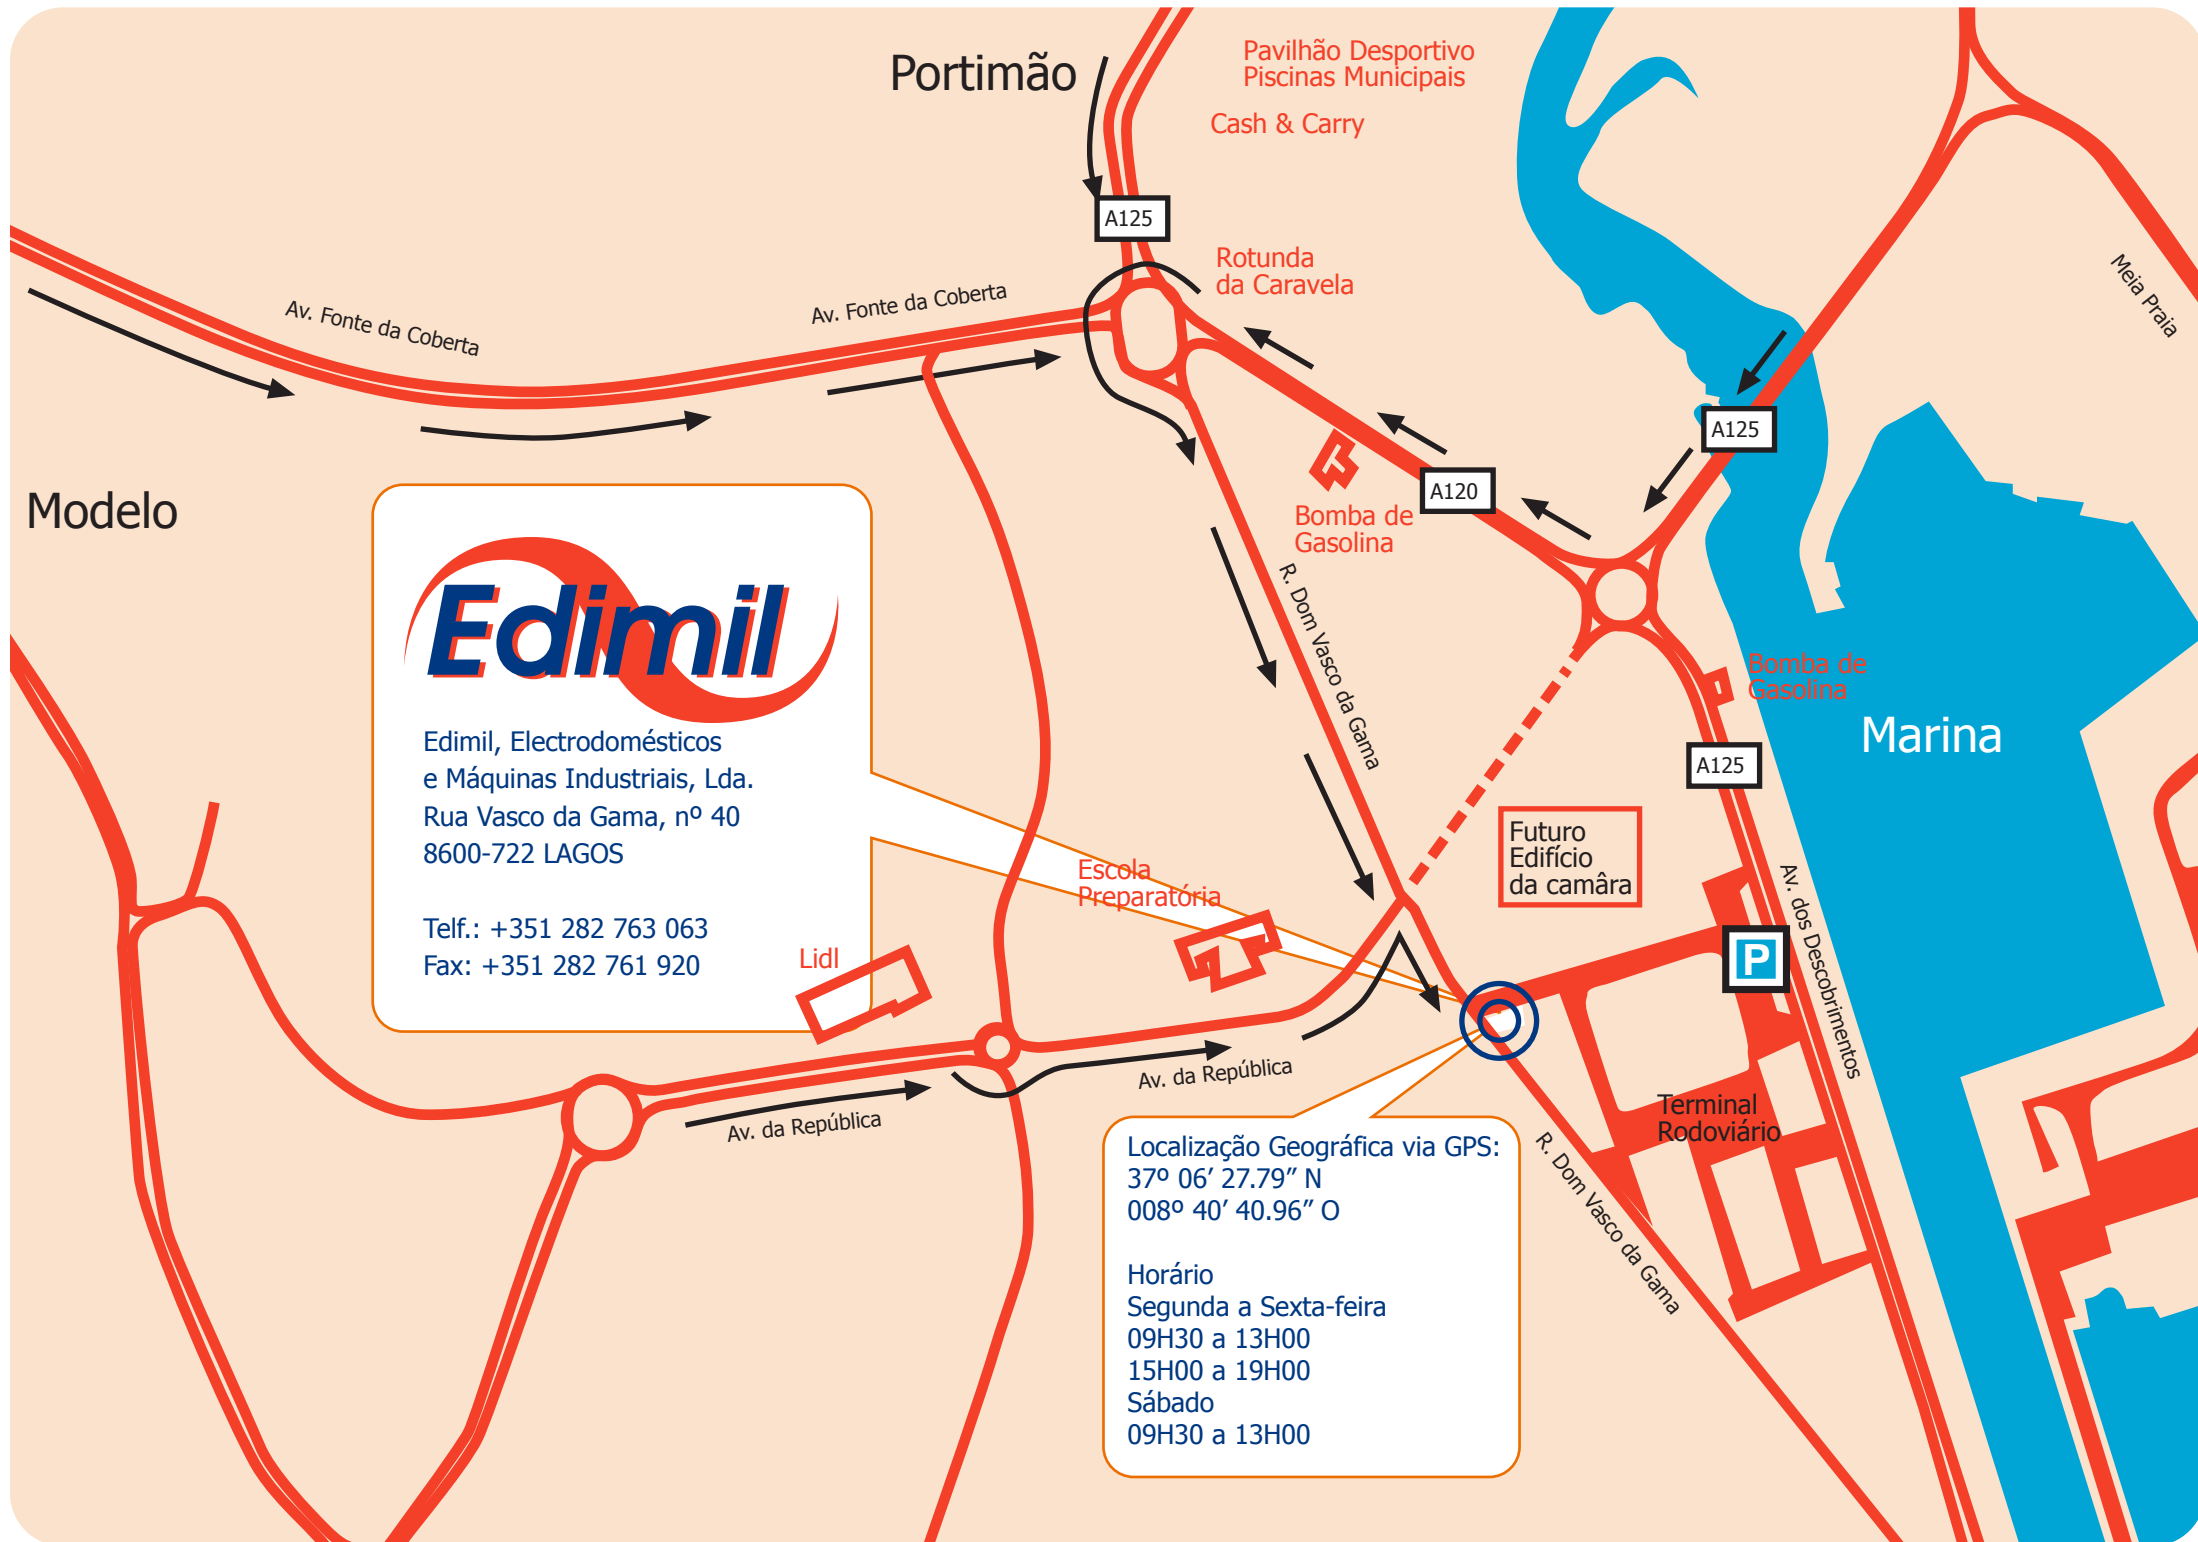 Portimão
Pavilhão Desportivo
Piscinas Municipais
Cash & Carry
A125
Rotunda
da Caravela
Av. Fonte da Coberta
Av. Fonte da Coberta
Meia Praia
A125
A120
Bomba de
Gasolina
Modelo
Edimil
Edimil, Electrodomésticos
e Máquinas Industriais, Lda.
Rua Vasco da Gama, nº 40
8600-722 LAGOS
Telf.: +351 282 763 063
Fax: +351 282 761 920
R. Dom Vasco da Gama
Bomba de
Gasolina
Marina
A125
Futuro
Edifício
da camâra
Escola
Preparatória
Lidl
P
Av. dos Descobrimentos
Av. da República
Av. da República
Terminal
Rodoviário
R. Dom Vasco da Gama
Localização Geográfica via GPS:
37º 06’ 27.79” N
008º 40’ 40.96” O
Horário
Segunda a Sexta-feira
09H30 a 13H00
15H00 a 19H00
Sábado
09H30 a 13H00